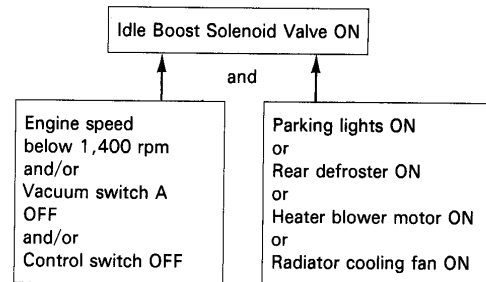 Idle Boost Solenoid Valve ON
and
Engine speed
below 1,400 rpm
and/or
Vacuum switch A
OFF
and/or
Control switch OFF
Parking lights ON
or
Rear defroster ON
or
Heater blower motor ON
or
Radiator cooling fan ON